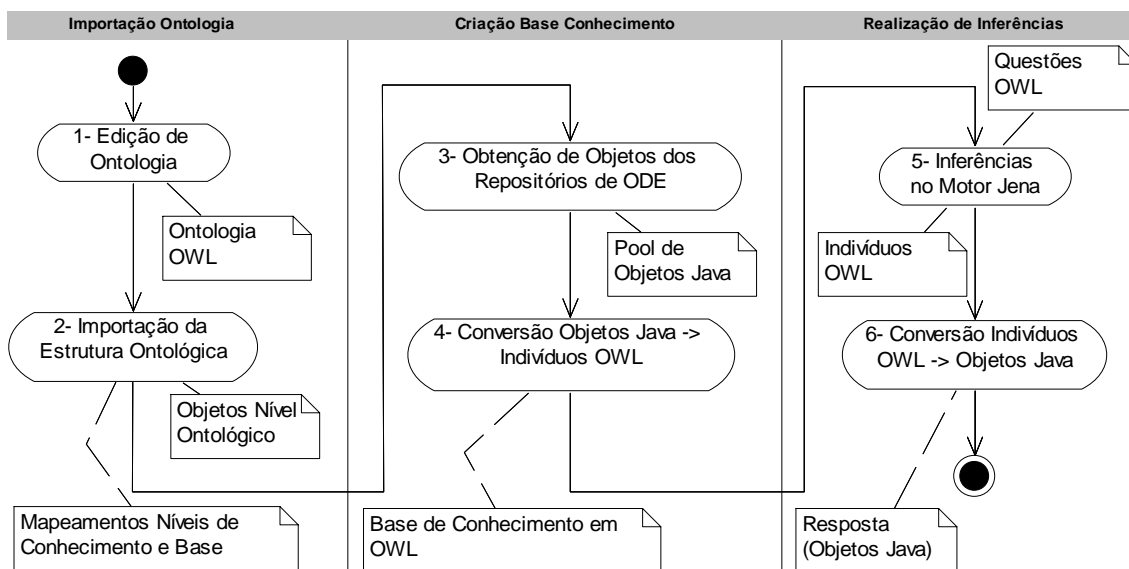 Importação Ontologia
Criação Base Conhecimento
Realização de Inferências
1- Edição de
Ontologia
Ontologia
OWL
2- Importação da
Estrutura Ontológica
Objetos Nível
Ontológico
Mapeamentos Níveis de
Conhecimento e Base
3- Obtenção de Objetos dos
Repositórios de ODE
Pool de
Objetos Java
4- Conversão Objetos Java ->
Indivíduos OWL
Base de Conhecimento em
OWL
Questões
OWL
5- Inferências
no Motor Jena
Indivíduos
OWL
6- Conversão Indivíduos
OWL -> Objetos Java
Resposta
(Objetos Java)